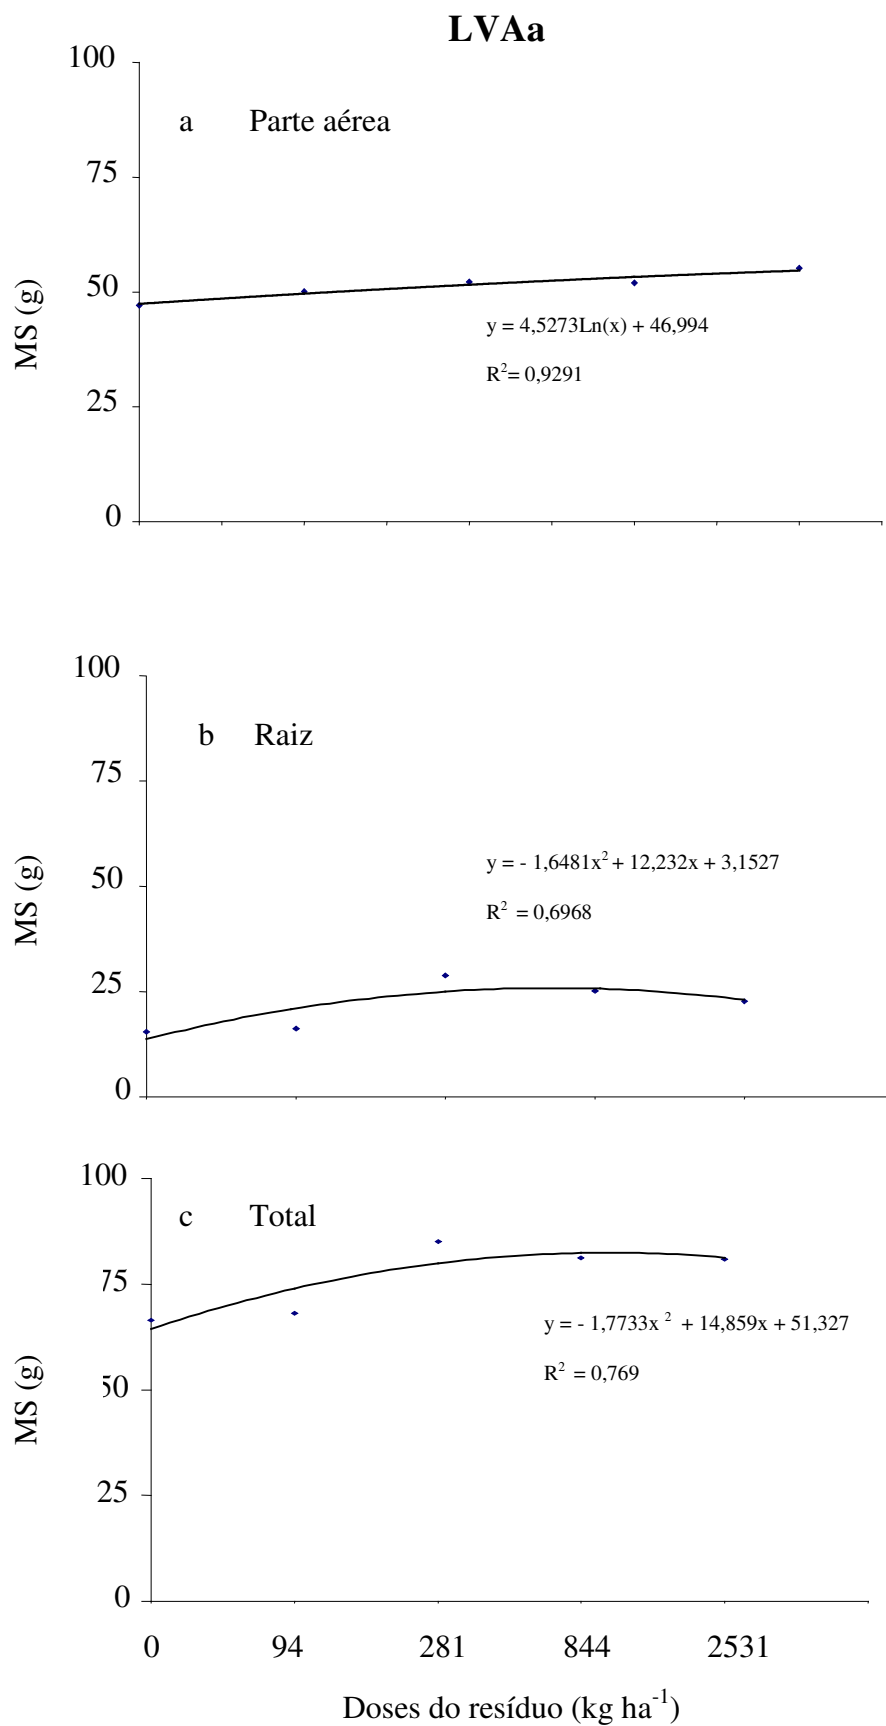 LVAa
100
a Parte aérea
75
MS (g)
50
y = 4,5273Ln(x) + 46,994
R²= 0,9291
25
0
100
b Raiz
75
MS (g)
50
y = - 1,6481x² + 12,232x + 3,1527
R² = 0,6968
25
0
100
c Total
75
MS (g)
y = - 1,7733x ² + 14,859x + 51,327
R² = 0,769
50
25
0
0 94 281 844 2531
Doses do resíduo (kg ha⁻¹)